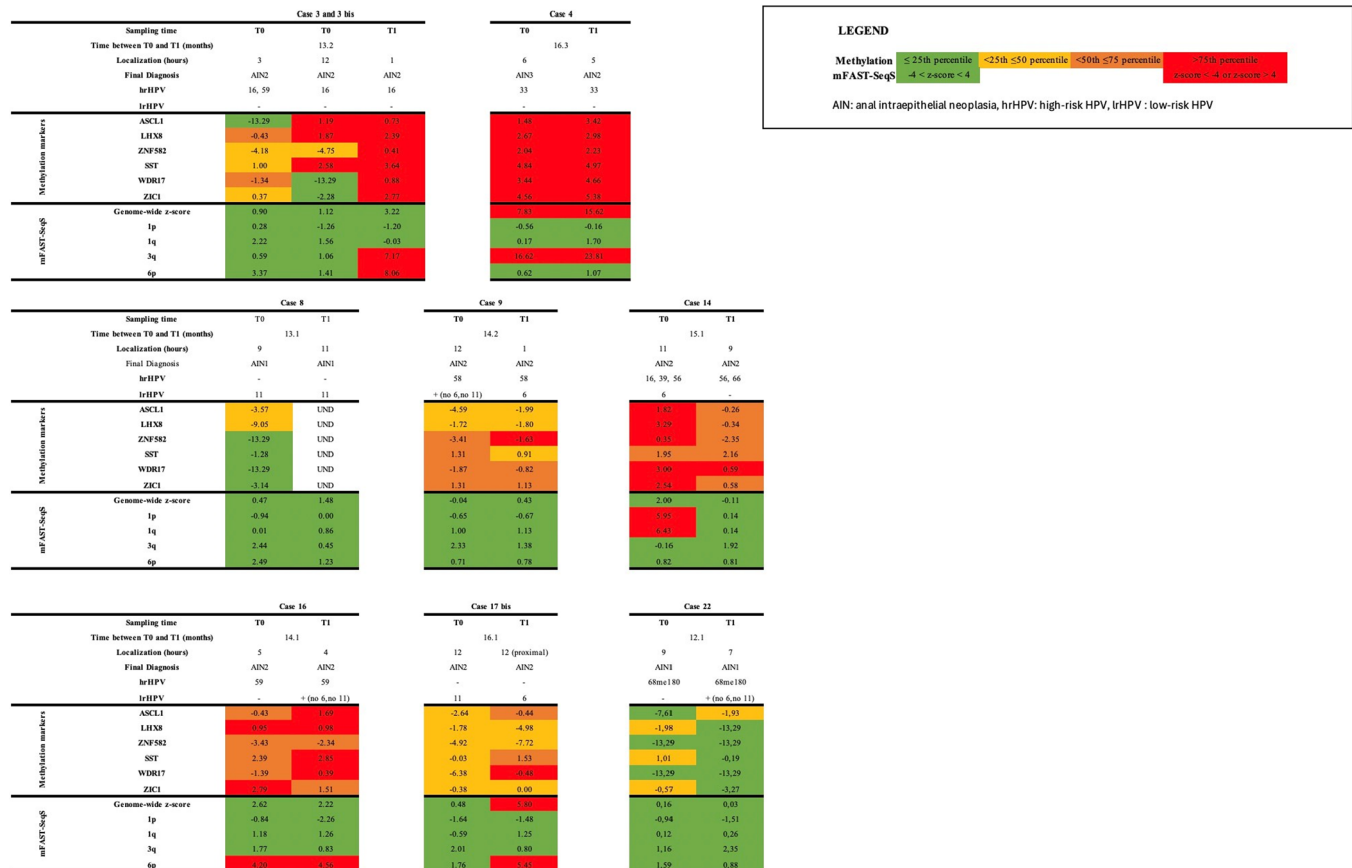 Case 3 and 3 bis
Sampling time T0 T0 T1
Time between T0 and T1 (months) 13.2
Localization (hours) 3 12 1
Final Diagnosis AIN2 AIN2 AIN2
hrHPV 16, 59 16 16
lrHPV - - -
Methylation markers
ASCL1 -13.29 1.19 0.73
LHX8 -0.43 1.87 2.39
ZNF582 -4.18 -4.75 0.41
SST 1.00 2.58 3.64
WDR17 -1.34 -13.29 0.88
ZIC1 0.37 -2.28 2.77
mFAST-SeqS
Genome-wide z-score 0.90 1.12 3.22
1p 0.28 -1.26 -1.20
1q 2.22 1.56 -0.03
3q 0.59 1.06 7.17
6p 3.37 1.41 8.06
Case 4
T0 T1
16.3
6 5
AIN3 AIN2
33 33
- -
1.48 3.42
2.67 2.98
2.04 2.23
4.84 4.97
3.44 4.66
4.56 5.38
7.83 15.62
-0.56 -0.16
0.17 1.70
16.62 23.81
0.62 1.07
LEGEND
Methylation ≤ 25th percentile <25th ≤50 percentile <50th ≤75 percentile >75th percentile
mFAST-SeqS -4 < z-score < 4 z-score < -4 or z-score > 4
AIN: anal intraepithelial neoplasia, hrHPV: high-risk HPV, lrHPV : low-risk HPV
Case 8
Sampling time T0 T1
Time between T0 and T1 (months) 13.1
Localization (hours) 9 11
Final Diagnosis AIN1 AIN1
hrHPV - -
lrHPV 11 11
Methylation markers
ASCL1 -3.57 UND
LHX8 -9.05 UND
ZNF582 -13.29 UND
SST -1.28 UND
WDR17 -13.29 UND
ZIC1 -3.14 UND
mFAST-SeqS
Genome-wide z-score 0.47 1.48
1p -0.94 0.00
1q 0.01 0.86
3q 2.44 0.45
6p 2.49 1.23
Case 9
T0 T1
14.2
12 1
AIN2 AIN2
58 58
+ (no 6,no 11) 6
-4.59 -1.99
-1.72 -1.80
-3.41 -1.63
1.31 0.91
-1.87 -0.82
1.31 1.13
-0.04 0.43
-0.65 -0.67
1.00 1.13
2.33 1.38
0.71 0.78
Case 14
T0 T1
15.1
11 9
AIN2 AIN2
16, 39, 56 56, 66
6 -
1.82 -0.26
3.29 -0.34
0.35 -2.35
1.95 2.16
3.00 0.59
2.54 0.58
2.00 -0.11
5.95 0.14
6.43 0.14
-0.16 1.92
0.82 0.81
Case 16
Sampling time T0 T1
Time between T0 and T1 (months) 14.1
Localization (hours) 5 4
Final Diagnosis AIN2 AIN2
hrHPV 59 59
lrHPV - + (no 6,no 11)
Methylation markers
ASCL1 -0.43 1.69
LHX8 0.95 0.98
ZNF582 -3.43 -2.34
SST 2.39 2.85
WDR17 -1.39 0.39
ZIC1 2.79 1.51
mFAST-SeqS
Genome-wide z-score 2.62 2.22
1p -0.84 -2.26
1q 1.18 1.26
3q 1.77 0.83
6p 4.20 4.56
Case 17 bis
T0 T1
16.1
12 12 (proximal)
AIN2 AIN2
- -
11 6
-2.64 -0.44
-1.78 -4.98
-4.92 -7.72
-0.03 1.53
-6.38 -0.48
-0.38 0.00
0.48 5.80
-1.64 -1.48
-0.59 1.25
2.01 0.80
1.76 5.45
Case 22
T0 T1
12.1
9 7
AIN1 AIN1
68me180 68me180
- + (no 6,no 11)
-7,61 -1,93
-1,98 -13,29
-13,29 -13,29
1,01 -0,19
-13,29 -13,29
-0,57 -3,27
0,16 0,03
-0,94 -1,51
0,12 0,26
1,16 2,35
1.59 0.88